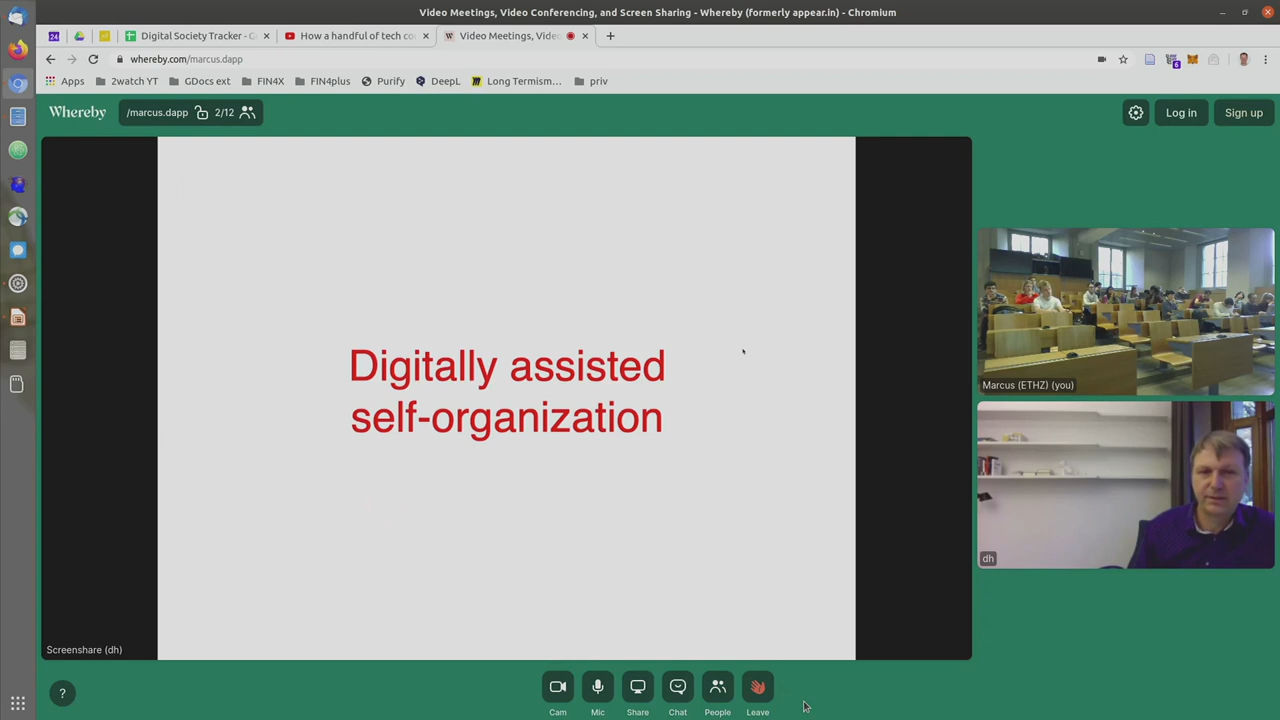 Video Meetings, Video Conferencing, and Screen Sharing - Whereby (formerly appear.in) - Chromium
24
Digital Society Tracker - G
How a handful of tech co
Video Meetings, Vide
whereby.com/marcus.dapp
6
Apps
2watch YT
GDocs ext
FIN4X
FIN4plus
Purify
DeepL
Long Termism...
priv
Whereby
/marcus.dapp
2/12
Log in
Sign up
Digitally assisted
self-organization
Marcus (ETHZ) (you)
dh
Screenshare (dh)
?
Cam
Mic
Share
Chat
People
Leave